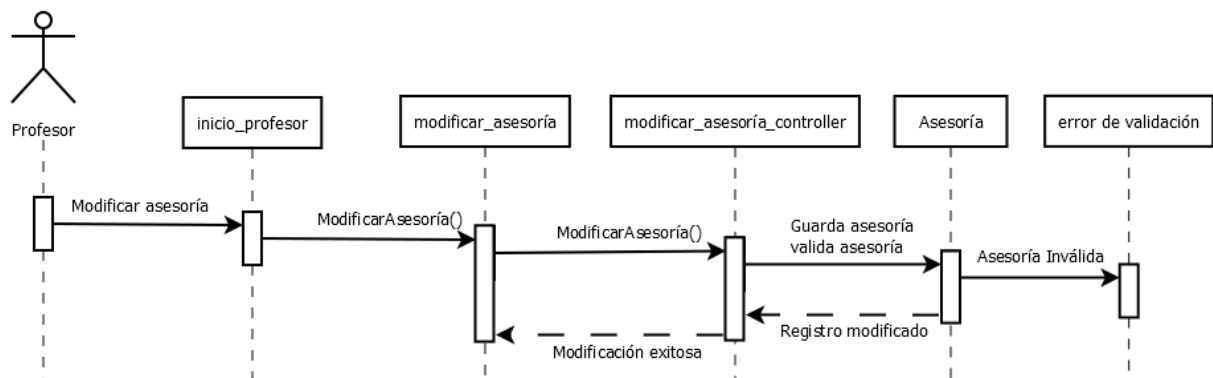 Profesor
inicio_profesor
modificar_asesoría
modificar_asesoría_controller
Asesoría
error de validación
Modificar asesoría
ModificarAsesoría()
ModificarAsesoría()
Guarda asesoría
valida asesoría
Asesoría Inválida
Registro modificado
Modificación exitosa